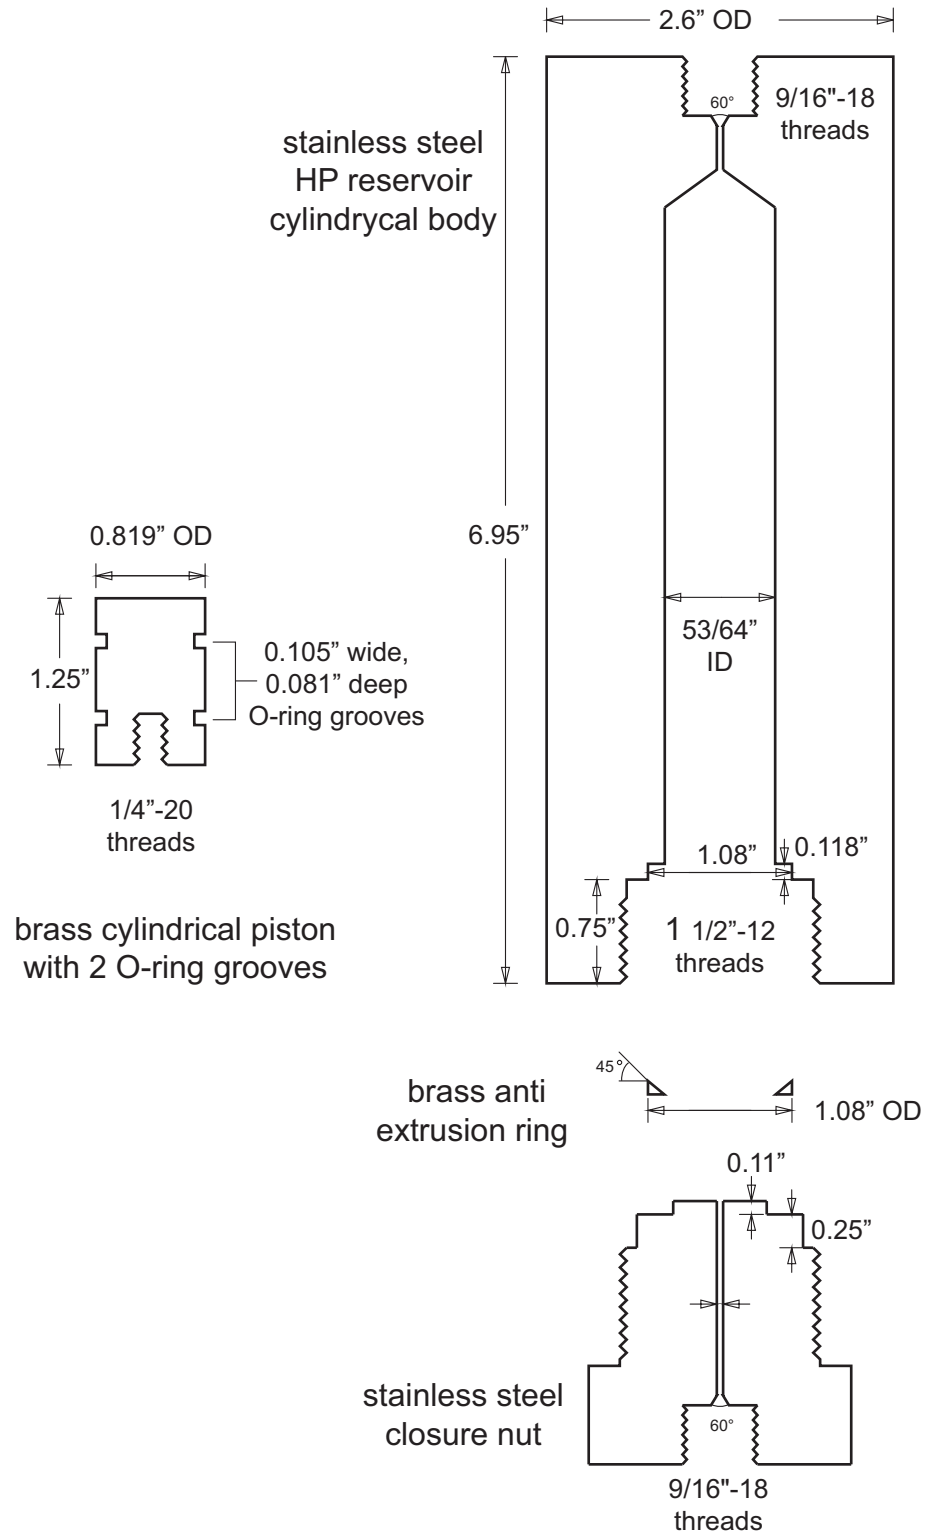 2.6” OD
60°
9/16"-18
threads
stainless steel
HP reservoir
cylindrycal body
6.95”
53/64”
ID
0.819” OD
1.25”
0.105” wide,
0.081” deep
O-ring grooves
1/4”-20
threads
brass cylindrical piston
with 2 O-ring grooves
1.08”
0.118”
0.75”
1 1/2”-12
threads
45°
brass anti
extrusion ring
1.08” OD
0.11”
0.25”
stainless steel
closure nut
60°
9/16"-18
threads